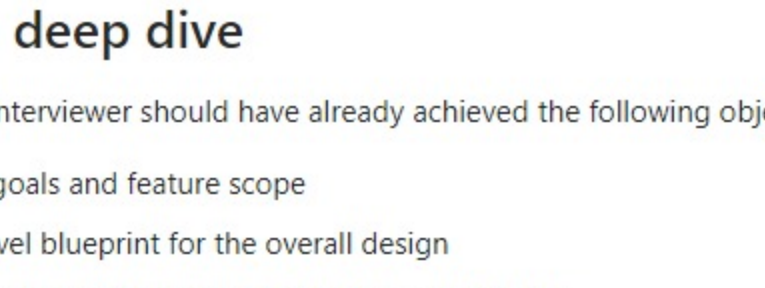 deep dive
nterviewer should have already achieved the following obj
goals and feature scope
vel blueprint for the overall design